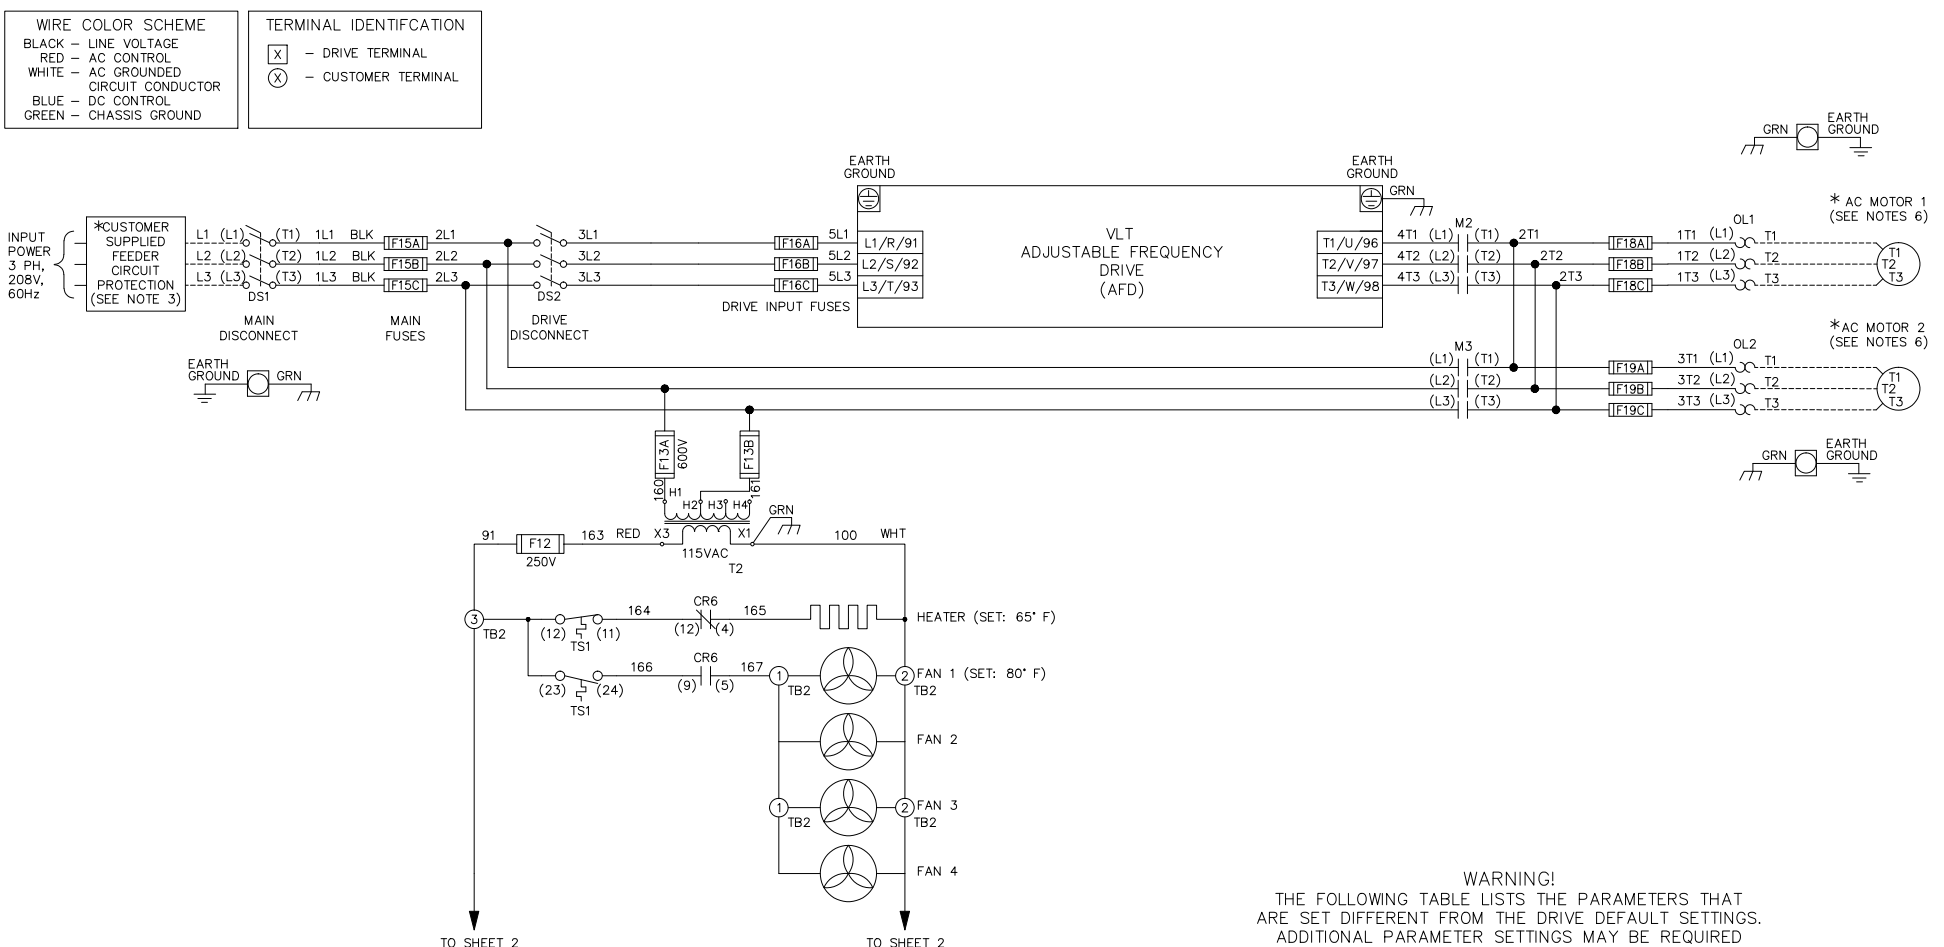 WIRE COLOR SCHEME
BLACK – LINE VOLTAGE
RED – AC CONTROL
WHITE – AC GROUNDED
CIRCUIT CONDUCTOR
BLUE – DC CONTROL
GREEN – CHASSIS GROUND
TERMINAL IDENTIFCATION
X – DRIVE TERMINAL
X – CUSTOMER TERMINAL
GRN
EARTH
GROUND
EARTH
GROUND
EARTH
GROUND
GRN
INPUT
POWER
3 PH,
208V,
60Hz
*CUSTOMER
SUPPLIED
FEEDER
CIRCUIT
PROTECTION
(SEE NOTE 3)
L1 (L1) (T1) 1L1 BLK F15A 2L1 3L1 F16A 5L1 L1/R/91
L2 (L2) (T2) 1L2 BLK F15B 2L2 3L2 F16B 5L2 L2/S/92
L3 (L3) (T3) 1L3 BLK F15C 2L3 3L3 F16C 5L3 L3/T/93
DS1
MAIN
DISCONNECT
MAIN
FUSES
DS2
DRIVE
DISCONNECT
DRIVE INPUT FUSES
VLT
ADJUSTABLE FREQUENCY
DRIVE
(AFD)
M2
OL1
* AC MOTOR 1
(SEE NOTES 6)
T1/U/96 4T1 (L1) (T1) 2T1 F18A 1T1 (L1) T1
T2/V/97 4T2 (L2) (T2) 2T2 F18B 1T2 (L2) T2
T3/W/98 4T3 (L3) (T3) 2T3 F18C 1T3 (L3) T3
T1
T2
T3
M3
OL2
* AC MOTOR 2
(SEE NOTES 6)
(L1) (T1) F19A 3T1 (L1) T1
(L2) (T2) F19B 3T2 (L2) T2
(L3) (T3) F19C 3T3 (L3) T3
T1
T2
T3
EARTH
GROUND
GRN
GRN
EARTH
GROUND
F13A
600V
F13B
160
H1
H2
H3
H4
161
GRN
91
F12
250V
163
RED
X3
X1
115VAC
T2
100
WHT
3
TB2
(12) (11)
TS1
164
CR6
(12) (4)
165
HEATER (SET: 65° F)
(23) (24)
TS1
166
CR6
(9) (5)
167
1
TB2
2
TB2
FAN 1 (SET: 80° F)
FAN 2
1
TB2
2
TB2
FAN 3
FAN 4
TO SHEET 2
TO SHEET 2
WARNING!
THE FOLLOWING TABLE LISTS THE PARAMETERS THAT
ARE SET DIFFERENT FROM THE DRIVE DEFAULT SETTINGS.
ADDITIONAL PARAMETER SETTINGS MAY BE REQUIRED